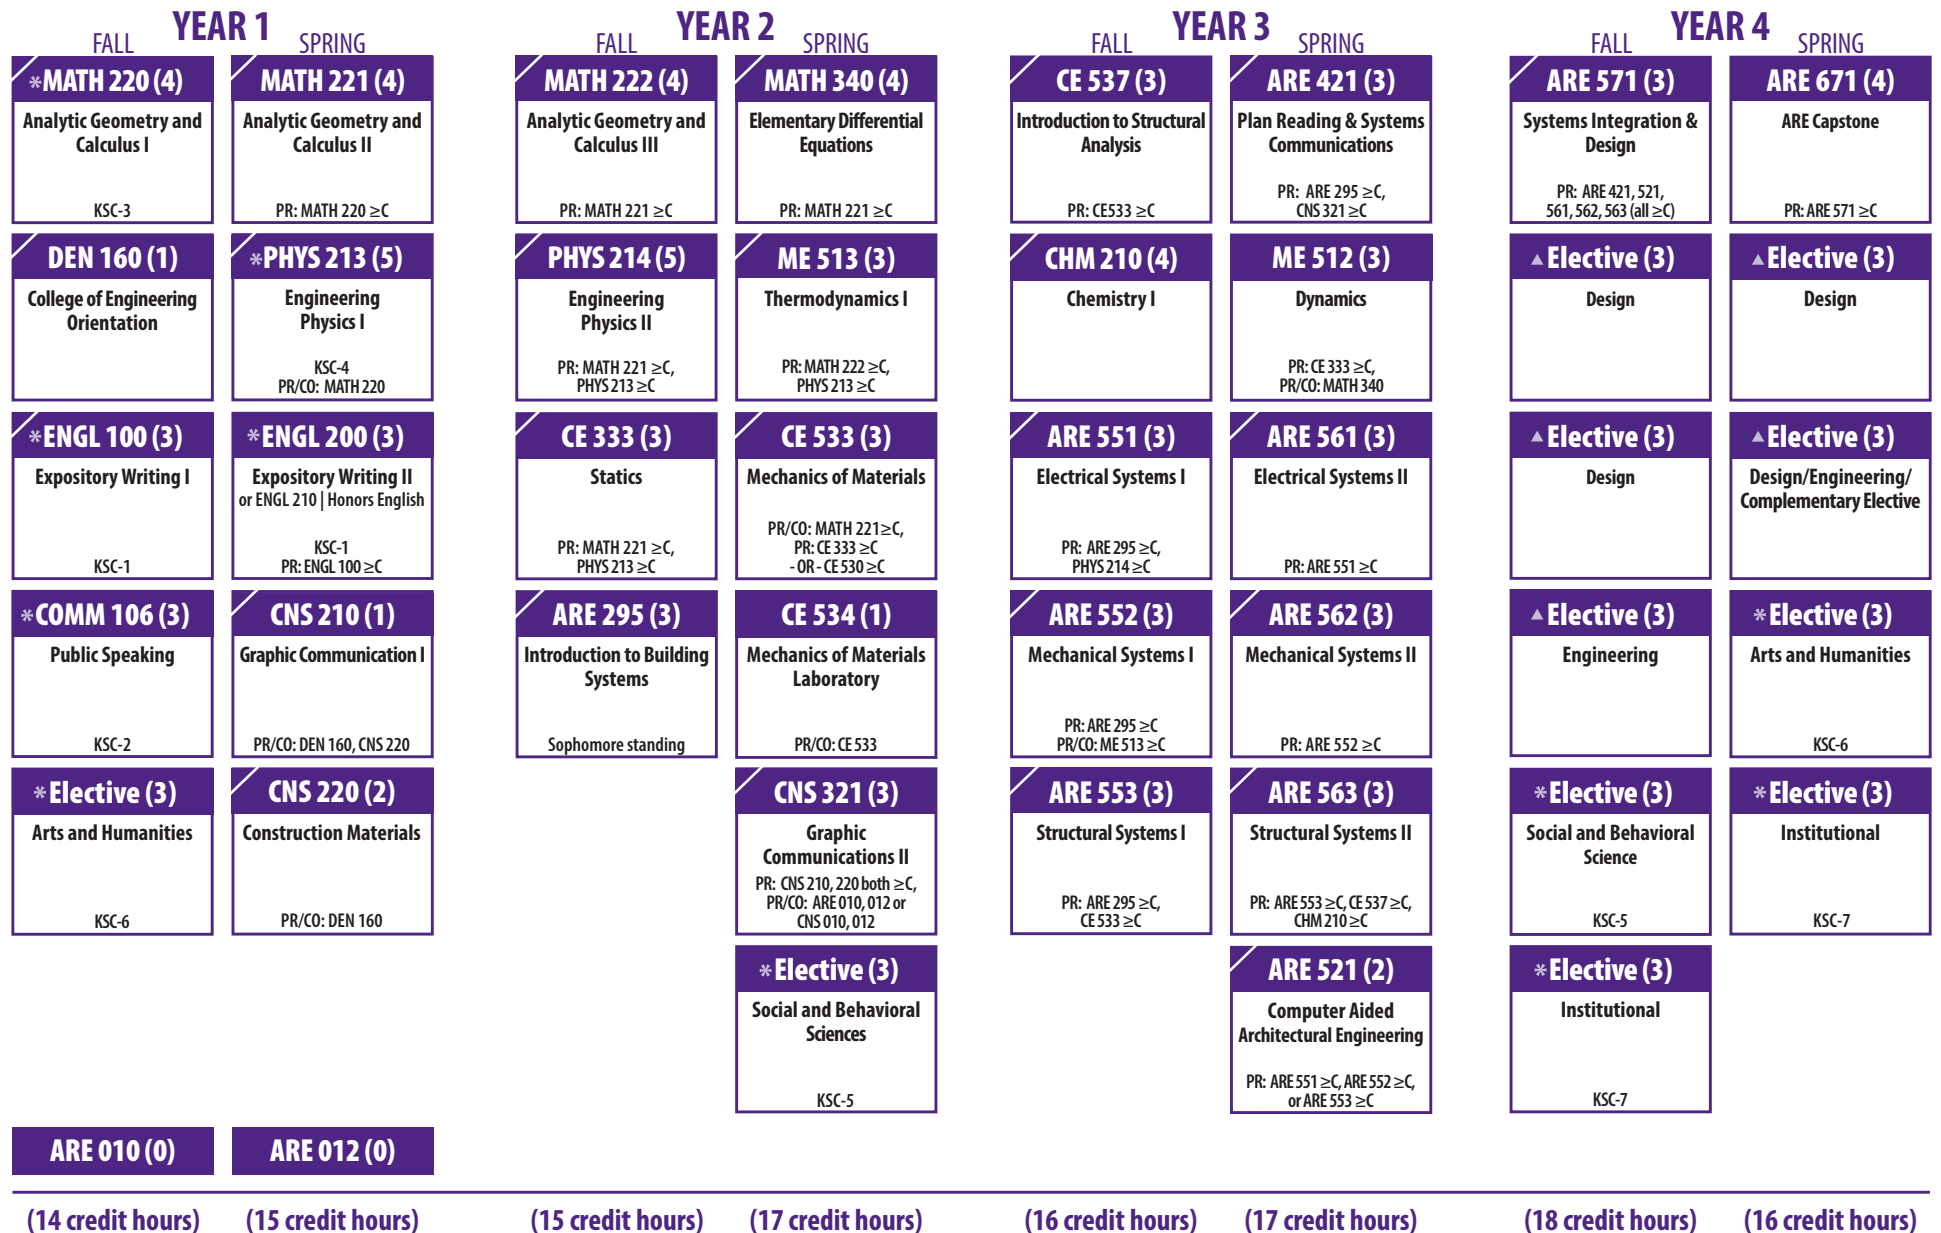 YEAR 1
FALL
SPRING
*MATH 220 (4)
Analytic Geometry and
Calculus I
KSC-3
DEN 160 (1)
College of Engineering
Orientation
*ENGL 100 (3)
Expository Writing I
KSC-1
*COMM 106 (3)
Public Speaking
KSC-2
*Elective (3)
Arts and Humanities
KSC-6
ARE 010 (0)
(14 credit hours)
MATH 221 (4)
Analytic Geometry and
Calculus II
PR: MATH 220 ≥C
*PHYS 213 (5)
Engineering
Physics I
KSC-4
PR/CO: MATH 220
*ENGL 200 (3)
Expository Writing II
or ENGL 210 | Honors English
KSC-1
PR: ENGL 100 ≥C
CNS 210 (1)
Graphic Communication I
PR/CO: DEN 160, CNS 220
CNS 220 (2)
Construction Materials
PR/CO: DEN 160
ARE 012 (0)
(15 credit hours)
YEAR 2
FALL
SPRING
MATH 222 (4)
Analytic Geometry and
Calculus III
PR: MATH 221 ≥C
PHYS 214 (5)
Engineering
Physics II
PR: MATH 221 ≥C,
PHYS 213 ≥C
CE 333 (3)
Statics
PR: MATH 221 ≥C,
PHYS 213 ≥C
ARE 295 (3)
Introduction to Building
Systems
Sophomore standing
(15 credit hours)
MATH 340 (4)
Elementary Differential
Equations
PR: MATH 221 ≥C
ME 513 (3)
Thermodynamics I
PR: MATH 222 ≥C,
PHYS 213 ≥C
CE 533 (3)
Mechanics of Materials
PR/CO: MATH 221≥C,
PR: CE 333 ≥C
- OR - CE 530 ≥C
CE 534 (1)
Mechanics of Materials
Laboratory
PR/CO: CE 533
CNS 321 (3)
Graphic
Communications II
PR: CNS 210, 220 both ≥C,
PR/CO: ARE 010, 012 or
CNS 010, 012
*Elective (3)
Social and Behavioral
Sciences
KSC-5
(17 credit hours)
YEAR 3
FALL
SPRING
CE 537 (3)
Introduction to Structural
Analysis
PR: CE533 ≥C
CHM 210 (4)
Chemistry I
ARE 551 (3)
Electrical Systems I
PR: ARE 295 ≥C,
PHYS 214 ≥C
ARE 552 (3)
Mechanical Systems I
PR: ARE 295 ≥C
PR/CO: ME 513 ≥C
ARE 553 (3)
Structural Systems I
PR: ARE 295 ≥C,
CE 533 ≥C
(16 credit hours)
ARE 421 (3)
Plan Reading & Systems
Communications
PR: ARE 295 ≥C,
CNS 321 ≥C
ME 512 (3)
Dynamics
PR: CE 333 ≥C,
PR/CO: MATH 340
ARE 561 (3)
Electrical Systems II
PR: ARE 551 ≥C
ARE 562 (3)
Mechanical Systems II
PR: ARE 552 ≥C
ARE 563 (3)
Structural Systems II
PR: ARE 553 ≥C, CE 537 ≥C,
CHM 210 ≥C
ARE 521 (2)
Computer Aided
Architectural Engineering
PR: ARE 551 ≥C, ARE 552 ≥C,
or ARE 553 ≥C
(17 credit hours)
YEAR 4
FALL
SPRING
ARE 571 (3)
Systems Integration &
Design
PR: ARE 421, 521,
561, 562, 563 (all ≥C)
▲Elective (3)
Design
▲Elective (3)
Design
▲Elective (3)
Engineering
*Elective (3)
Social and Behavioral
Science
KSC-5
*Elective (3)
Institutional
KSC-7
(18 credit hours)
ARE 671 (4)
ARE Capstone
PR: ARE 571 ≥C
▲Elective (3)
Design
▲Elective (3)
Design/Engineering/
Complementary Elective
*Elective (3)
Arts and Humanities
KSC-6
*Elective (3)
Institutional
KSC-7
(16 credit hours)